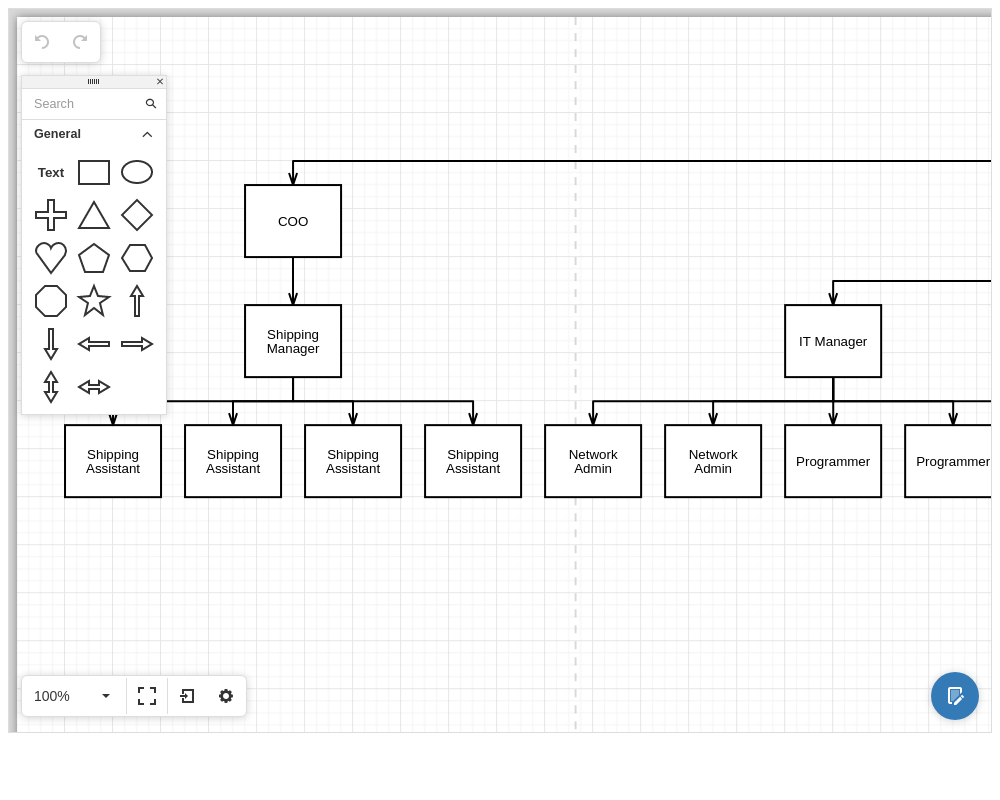 Search
General
Text
COO
Shipping
Manager
IT Manager
Shipping
Assistant
Shipping
Assistant
Shipping
Assistant
Shipping
Assistant
Network
Admin
Network
Admin
Programmer
Programmer
100%